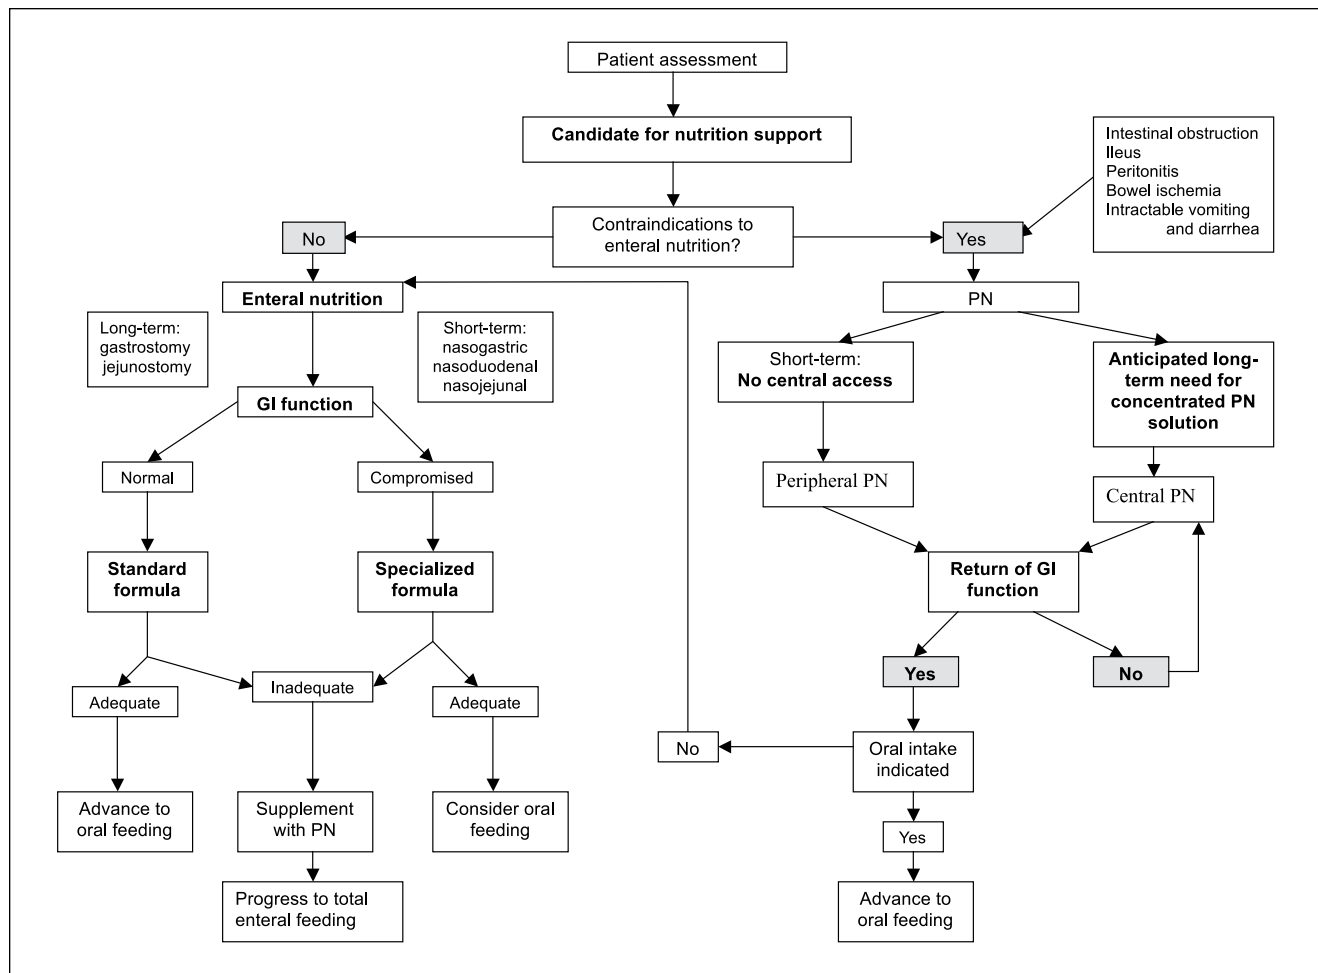 Patient assessment
Candidate for nutrition support
Intestinal obstruction
Ileus
Peritonitis
Bowel ischemia
Intractable vomiting
and diarrhea
Contraindications to
enteral nutrition?
No
Yes
Enteral nutrition
PN
Long-term:
gastrostomy
jejunostomy
Short-term:
nasogastric
nasoduodenal
nasojejunal
Short-term:
No central access
Anticipated long-
term need for
concentrated PN
solution
GI function
Normal
Compromised
Peripheral PN
Central PN
Standard
formula
Specialized
formula
Return of GI
function
Yes
No
Adequate
Inadequate
Adequate
No
Oral intake
indicated
Advance to
oral feeding
Supplement
with PN
Consider oral
feeding
Yes
Progress to total
enteral feeding
Advance to
oral feeding